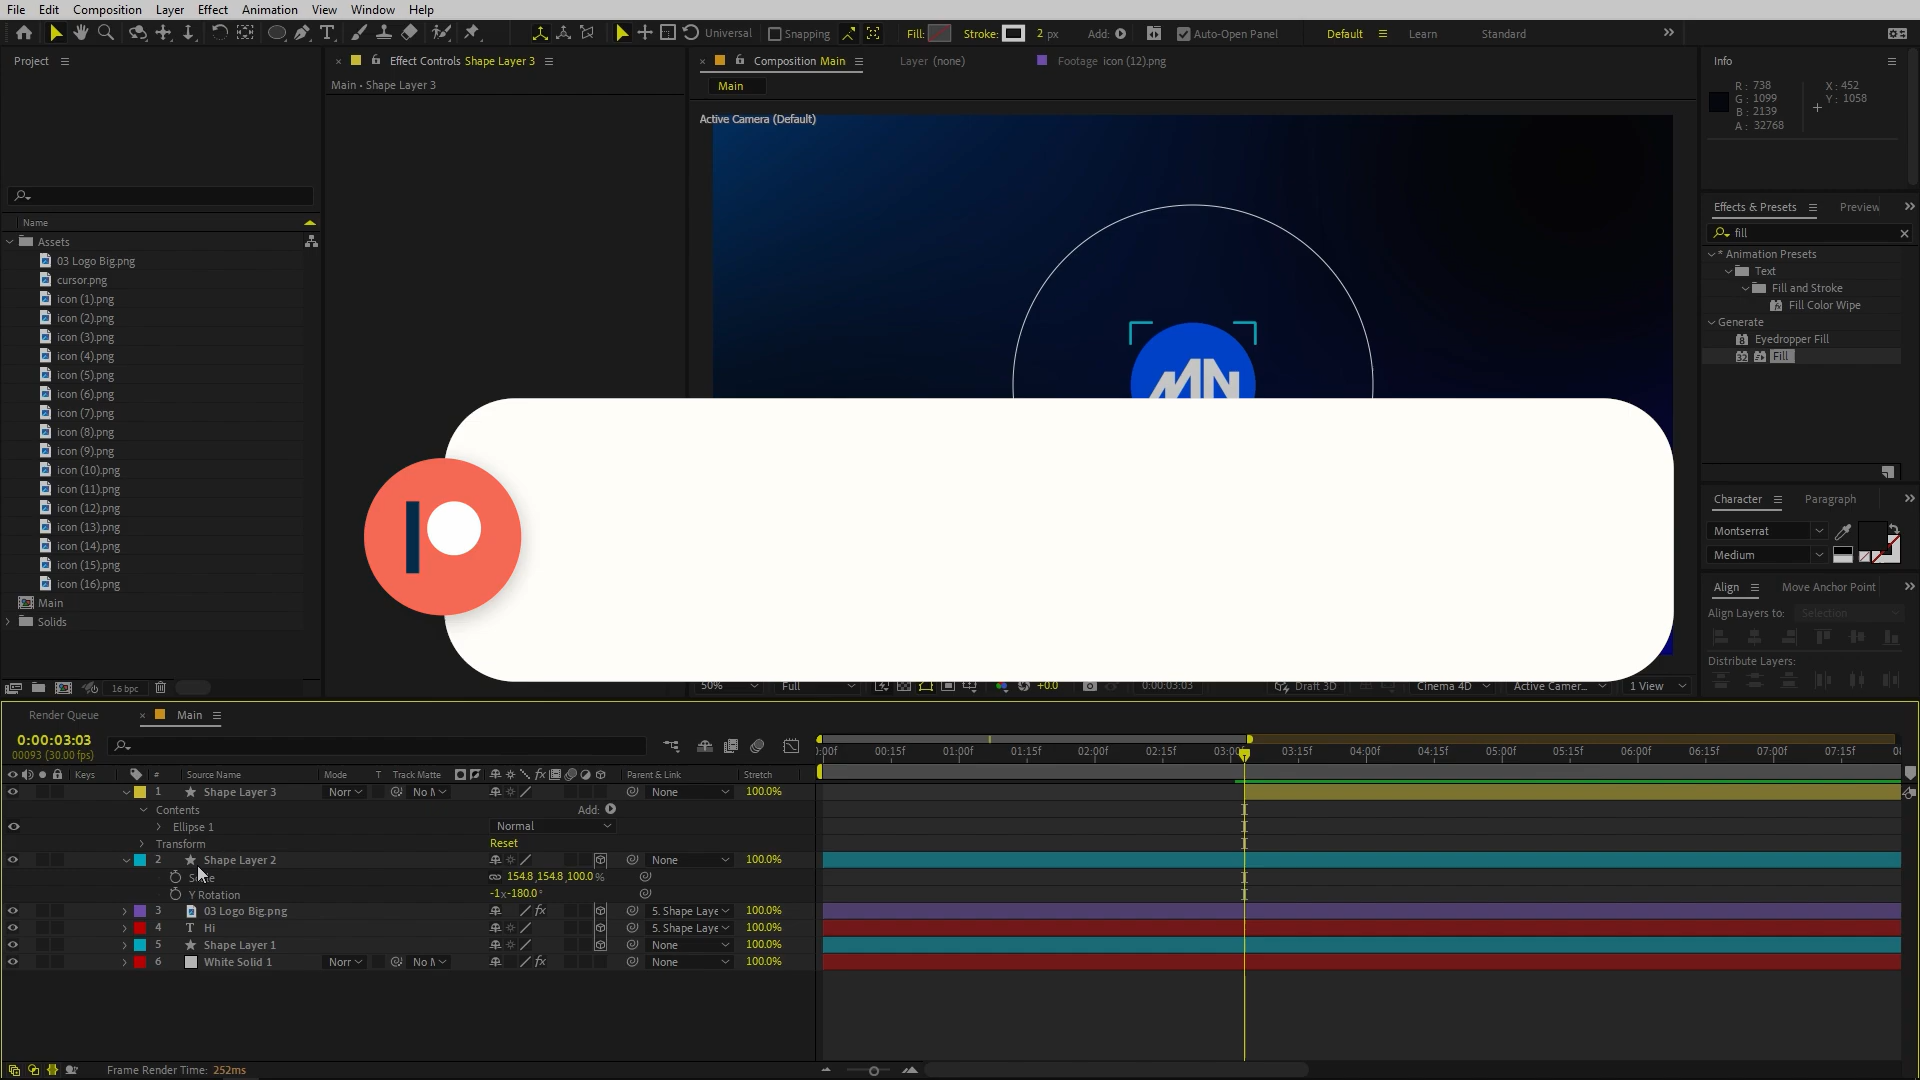 File Edit Composition Layer Effect Animation View Window Help
Universal Snapping Fill: Stroke: 2 px Add: Auto-Open Panel Default Learn Standard
Project
Effect Controls Shape Layer 3
Composition Main
Layer (none)
Footage icon (12).png
Info
Main • Shape Layer 3
Main
R: 738
G: 1099
B: 2139
A: 32768
X: 452
Y: 1058
Active Camera (Default)
MN
Name
Assets
03 Logo Big.png
cursor.png
icon (1).png
icon (2).png
icon (3).png
icon (4).png
icon (5).png
icon (6).png
icon (7).png
icon (8).png
icon (9).png
icon (10).png
icon (11).png
icon (12).png
icon (13).png
icon (14).png
icon (15).png
icon (16).png
Main
Solids
16 bpc
Effects & Presets Preview
fill
* Animation Presets
Text
Fill and Stroke
Fill Color Wipe
Generate
Eyedropper Fill
32 Fill
Character Paragraph
Montserrat
Medium
Align Move Anchor Point
Align Layers to: Selection
Distribute Layers:
50% Full +0.0 0:00:03:03 Draft 3D Cinema 4D Active Camer... 1 View
Render Queue Main
0:00:03:03
00093 (30.00 fps)
:00f 00:15f 01:00f 01:15f 02:00f 02:15f 03:00f 03:15f 04:00f 04:15f 05:00f 05:15f 06:00f 06:15f 07:00f 07:15f
Keys # Source Name Mode T Track Matte fx Parent & Link Stretch
1 Shape Layer 3 Norr None 100.0%
Contents Add:
Ellipse 1 Normal
Transform Reset
2 Shape Layer 2 None 100.0%
154.8,154.8,100.0 %
Y Rotation -1x-180.0°
3 03 Logo Big.png fx 5. Shape Laye 100.0%
4 T Hi 5. Shape Laye 100.0%
5 Shape Layer 1 None 100.0%
6 White Solid 1 Norr fx None 100.0%
Frame Render Time: 252ms